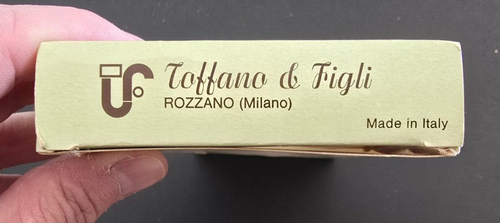 Toffano & Figli
ROZZANO (Milano)
Made in Italy